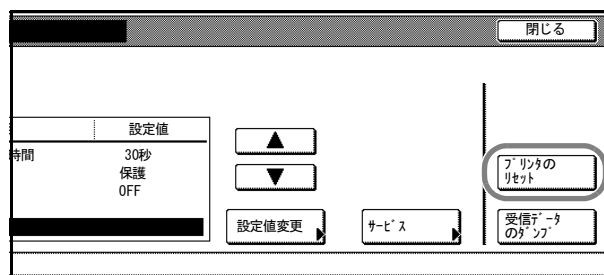 閉じる
設定値
時間 30秒
保護
OFF
▲
▼
プリンタの
リセット
設定値変更
サービス
受信データ
のダンプ